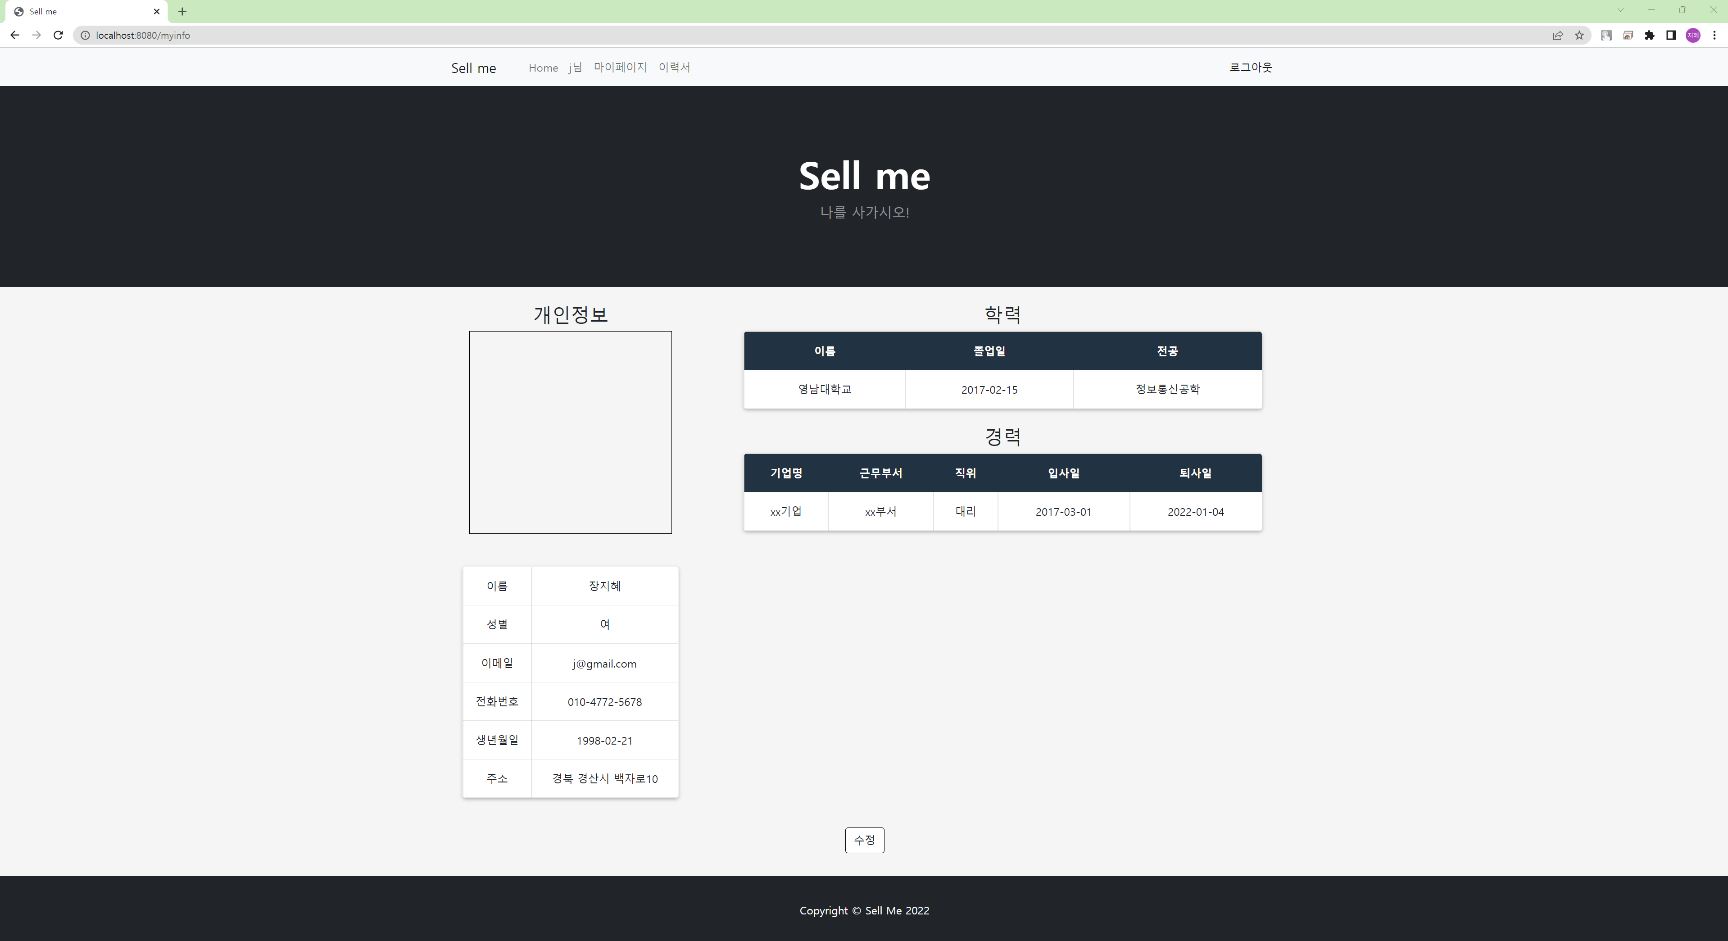 Sell me
localhost:8080/myinfo
지혜
Sell me Home j님 마이페이지 이력서 로그아웃
Sell me
나를 사가시오!
개인정보
학력
이름 졸업일 전공
영남대학교 2017-02-15 정보통신공학
경력
기업명 근무부서 직위 입사일 퇴사일
xx기업 xx부서 대리 2017-03-01 2022-01-04
이름 장지혜
성별 여
이메일 j@gmail.com
전화번호 010-4772-5678
생년월일 1998-02-21
주소 경북 경산시 백자로10
수정
Copyright © Sell Me 2022